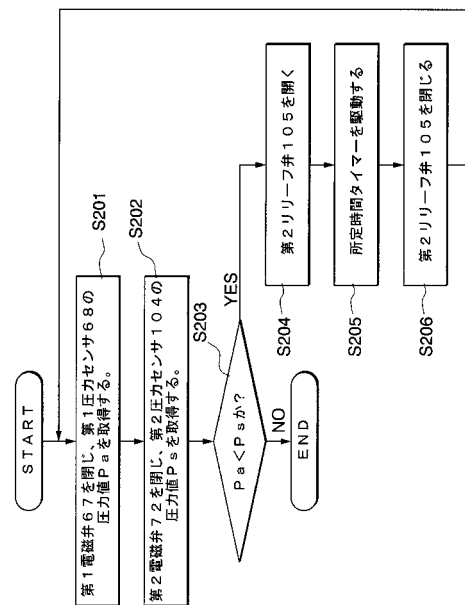 START
S201
第1電磁弁67を閉じ、第1圧力センサ68の
圧力値Paを取得する。
S202
第2電磁弁72を閉じ、第2圧力センサ104の
圧力値Psを取得する。
S203
Pa<Psか?
YES
NO
END
S204
第2リリーフ弁105を開く
S205
所定時間タイマーを駆動する
S206
第2リリーフ弁105を閉じる